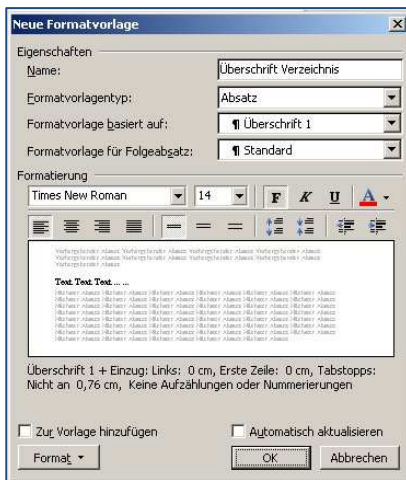 Neue Formatvorlage
Eigenschaften
Name:
Überschrift Verzeichnis
Formatvorlagentyp:
Absatz
Formatvorlage basiert auf:
¶ Überschrift 1
Formatvorlage für Folgeabsatz:
¶ Standard
Formatierung
Times New Roman
14
F K U A
Text Text Text ... ...
Überschrift 1 + Einzug: Links: 0 cm, Erste Zeile: 0 cm, Tabstopps:
Nicht an 0,76 cm, Keine Aufzählungen oder Nummerierungen
Zur Vorlage hinzufügen
Automatisch aktualisieren
Format
OK
Abbrechen